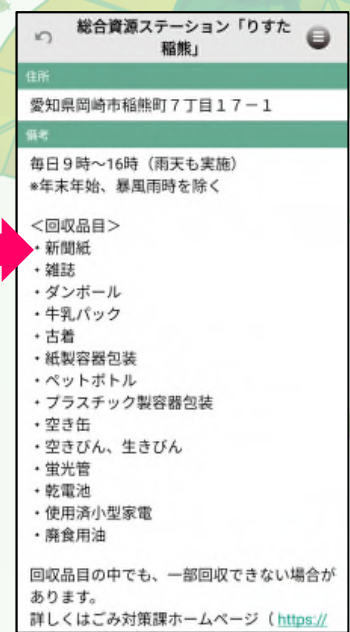 総合資源ステーション「りすた
稲熊」
住所
愛知県岡崎市稲熊町7丁目17－1
備考
毎日9時～16時（雨天も実施）
*年末年始、暴風雨時を除く
＜回収品目＞
・新聞紙
・雑誌
・ダンボール
・牛乳パック
・古着
・紙製容器包装
・ペットボトル
・プラスチック製容器包装
・空き缶
・空きびん、生きびん
・蛍光管
・乾電池
・使用済小型家電
・廃食用油
回収品目の中でも、一部回収できない場合が
あります。
詳しくはごみ対策課ホームページ（ https://